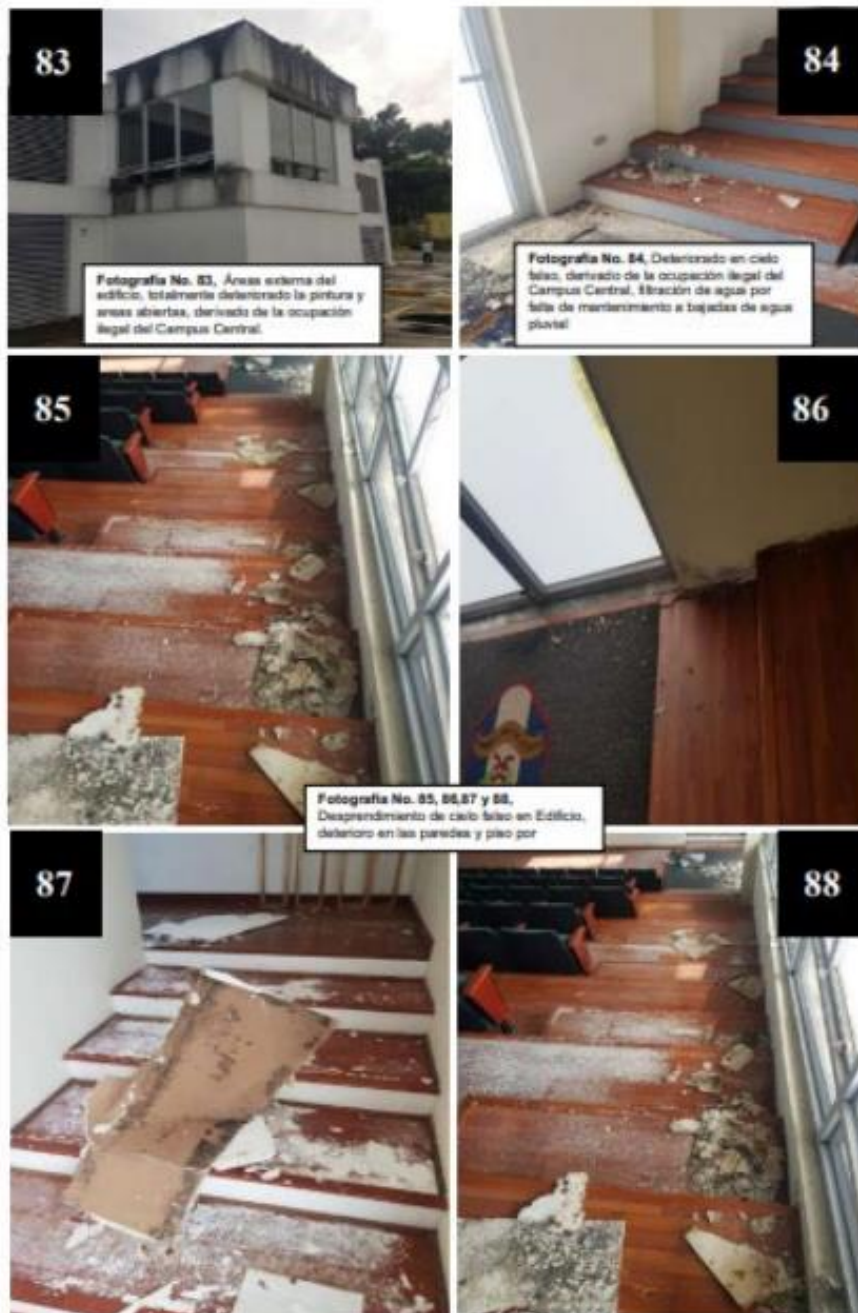 83
84
Fotografía No. 83, Áreas externa del
edificio, totalmente deteriorado la pintura y
areas abiertas, derivado de la ocupación
ilegal del Campus Central.
Fotografía No. 84, Deteriorado en cielo
falso, derivado de la ocupación ilegal del
Campus Central, filtración de agua por
falta de mantenimiento a bajadas de agua
pluvial
85
86
Fotografía No. 85, 86,87 y 88,
Desprendimiento de cielo falso en Edificio,
deterioro en las paredes y piso por
87
88